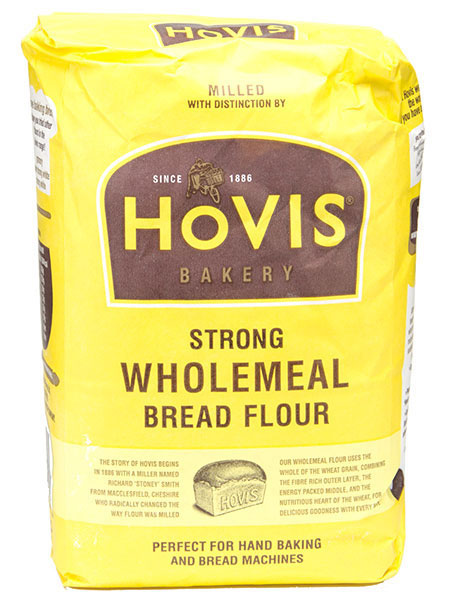 HOVIS
MILLED
WITH DISTINCTION BY
SINCE 1886
HOVIS®
BAKERY
STRONG
WHOLEMEAL
BREAD FLOUR
THE STORY OF HOVIS BEGINS
IN 1886 WITH A MILLER NAMED
RICHARD 'STONEY' SMITH
FROM MACCLESFIELD, CHESHIRE
WHO RADICALLY CHANGED THE
WAY FLOUR WAS MILLED
HOVIS
OUR WHOLEMEAL FLOUR USES THE
WHOLE OF THE WHEAT GRAIN, COMBINING
THE FIBRE RICH OUTER LAYER, THE
ENERGY PACKED MIDDLE, AND THE
NUTRITIOUS HEART OF THE WHEAT, FOR
DELICIOUS GOODNESS WITH EVERY
PERFECT FOR HAND BAKING
AND BREAD MACHINES